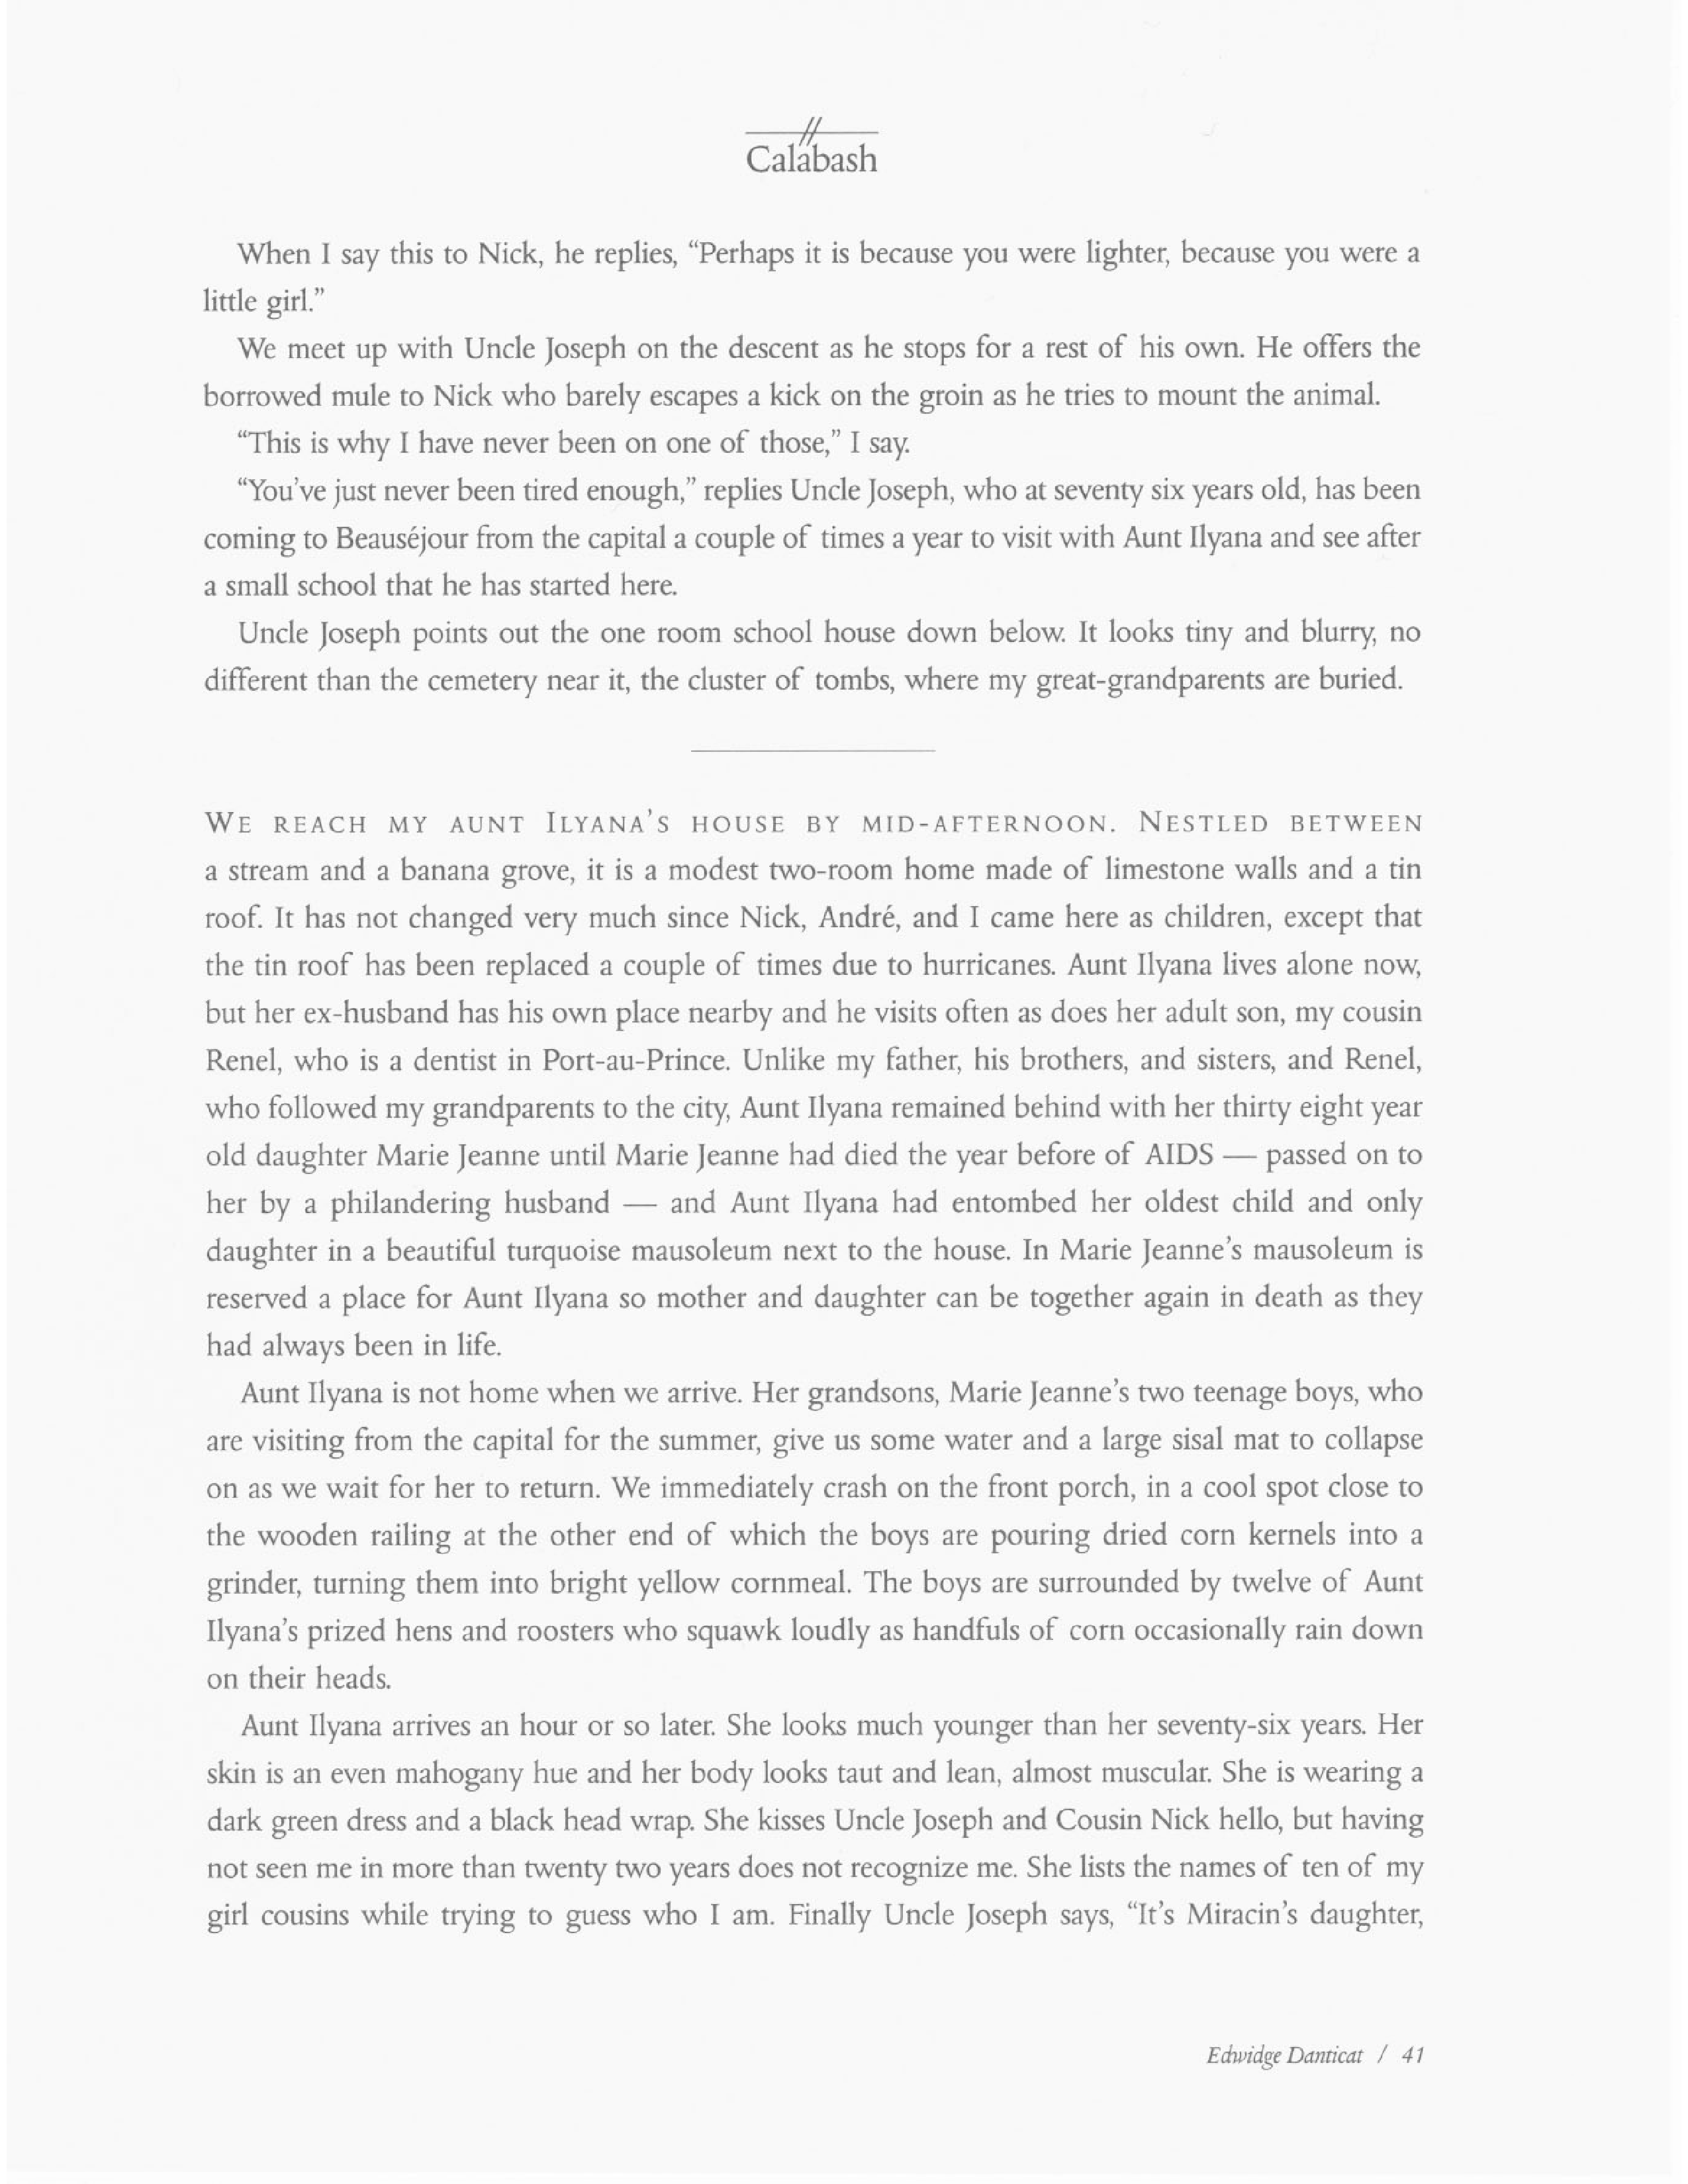 Calabash
When I say this to Nick, he replies, “Perhaps it is because you were lighter, because you were a
little girl.”
We meet up with Uncle Joseph on the descent as he stops for a rest of his own. He offers the
borrowed mule to Nick who barely escapes a kick on the groin as he tries to mount the animal.
“This is why I have never been on one of those,” I say.
“You’ve just never been tired enough,” replies Uncle Joseph, who at seventy six years old, has been
coming to Beauséjour from the capital a couple of times a year to visit with Aunt Ilyana and see after
a small school that he has started here.
Uncle Joseph points out the one room school house down below. It looks tiny and blurry, no
different than the cemetery near it, the cluster of tombs, where my great-grandparents are buried.
WE REACH MY AUNT ILYANA’S HOUSE BY MID-AFTERNOON. NESTLED BETWEEN
a stream and a banana grove, it is a modest two-room home made of limestone walls and a tin
roof. It has not changed very much since Nick, André, and I came here as children, except that
the tin roof has been replaced a couple of times due to hurricanes. Aunt Ilyana lives alone now,
but her ex-husband has his own place nearby and he visits often as does her adult son, my cousin
Renel, who is a dentist in Port-au-Prince. Unlike my father, his brothers, and sisters, and Renel,
who followed my grandparents to the city, Aunt Ilyana remained behind with her thirty eight year
old daughter Marie Jeanne until Marie Jeanne had died the year before of AIDS — passed on to
her by a philandering husband — and Aunt Ilyana had entombed her oldest child and only
daughter in a beautiful turquoise mausoleum next to the house. In Marie Jeanne’s mausoleum is
reserved a place for Aunt Ilyana so mother and daughter can be together again in death as they
had always been in life.
Aunt Ilyana is not home when we arrive. Her grandsons, Marie Jeanne’s two teenage boys, who
are visiting from the capital for the summer, give us some water and a large sisal mat to collapse
on as we wait for her to return. We immediately crash on the front porch, in a cool spot close to
the wooden railing at the other end of which the boys are pouring dried corn kernels into a
grinder, turning them into bright yellow cornmeal. The boys are surrounded by twelve of Aunt
Ilyana’s prized hens and roosters who squawk loudly as handfuls of corn occasionally rain down
on their heads.
Aunt Ilyana arrives an hour or so later. She looks much younger than her seventy-six years. Her
skin is an even mahogany hue and her body looks taut and lean, almost muscular. She is wearing a
dark green dress and a black head wrap. She kisses Uncle Joseph and Cousin Nick hello, but having
not seen me in more than twenty two years does not recognize me. She lists the names of ten of my
girl cousins while trying to guess who I am. Finally Uncle Joseph says, “It’s Miracin’s daughter,
Edwidge Danticat / 41